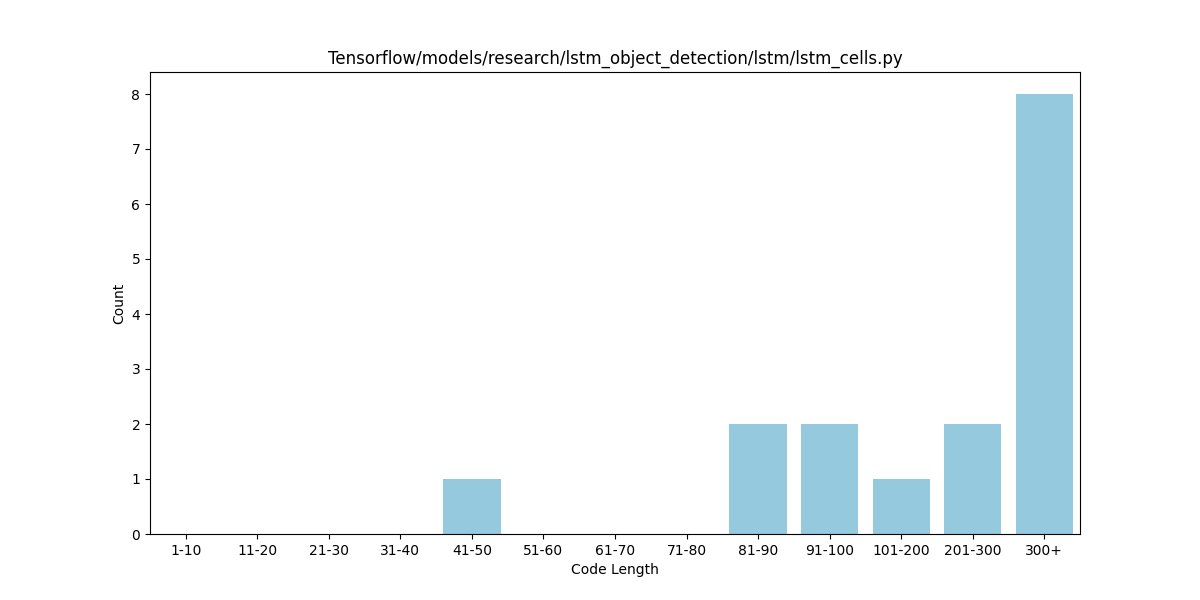 Tensorflow/models/research/lstm_object_detection/lstm/lstm_cells.py
8
7
6
5
4
3
2
1
0
Count
1-10 11-20 21-30 31-40 41-50 51-60 61-70 71-80 81-90 91-100 101-200 201-300 300+
Code Length